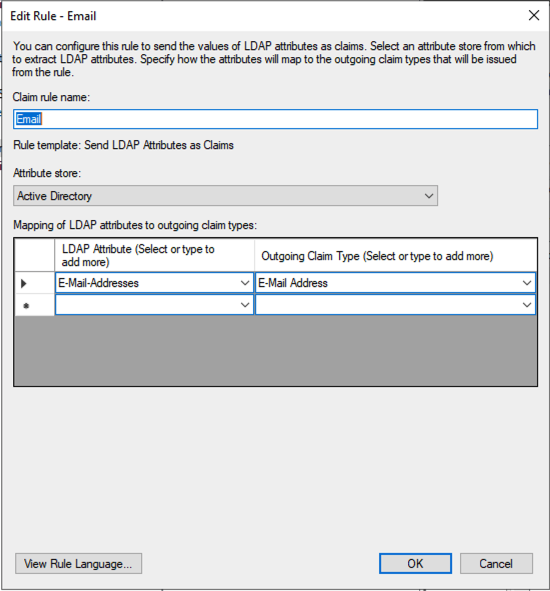 Edit Rule - Email
You can configure this rule to send the values of LDAP attributes as claims. Select an attribute store from which
to extract LDAP attributes. Specify how the attributes will map to the outgoing claim types that will be issued
from the rule.
Claim rule name:
Email
Rule template: Send LDAP Attributes as Claims
Attribute store:
Active Directory
Mapping of LDAP attributes to outgoing claim types:
LDAP Attribute (Select or type to
add more)
Outgoing Claim Type (Select or type to add more)
E-Mail-Addresses
E-Mail Address
View Rule Language...
OK
Cancel